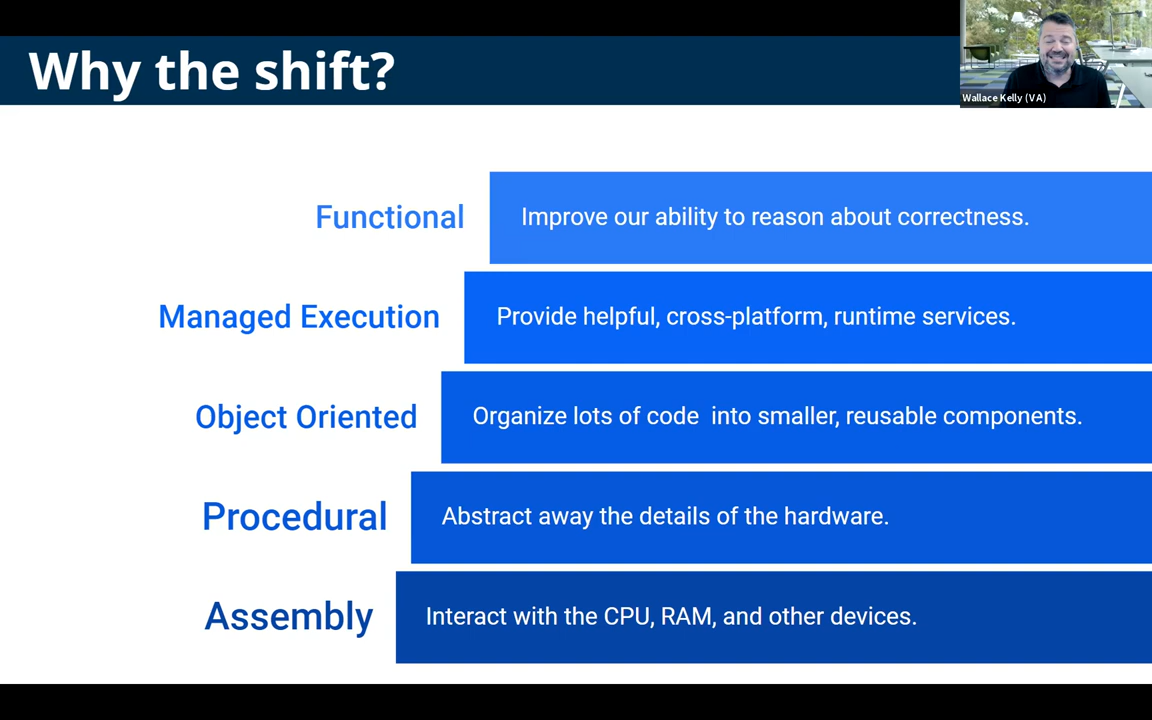 Why the shift?
Wallace Kelly (VA)
Functional
Improve our ability to reason about correctness.
Managed Execution
Provide helpful, cross-platform, runtime services.
Object Oriented
Organize lots of code  into smaller, reusable components.
Procedural
Abstract away the details of the hardware.
Assembly
Interact with the CPU, RAM, and other devices.